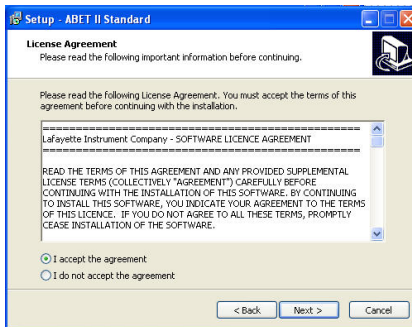 Setup - ABET II Standard
License Agreement
Please read the following important information before continuing.
Please read the following License Agreement. You must accept the terms of this
agreement before continuing with the installation.
==================================================
Lafayette Instrument Company - SOFTWARE LICENCE AGREEMENT
==================================================
READ THE TERMS OF THIS AGREEMENT AND ANY PROVIDED SUPPLEMENTAL
LICENSE TERMS (COLLECTIVELY "AGREEMENT") CAREFULLY BEFORE
CONTINUING WITH THE INSTALLATION OF THIS SOFTWARE. BY CONTINUING
TO INSTALL THIS SOFTWARE, YOU INDICATE YOUR AGREEMENT TO THE TERMS
OF THIS LICENCE. IF YOU DO NOT AGREE TO ALL THESE TERMS, PROMPTLY
CEASE INSTALLATION OF THE SOFTWARE.
I accept the agreement
I do not accept the agreement
< Back Next > Cancel